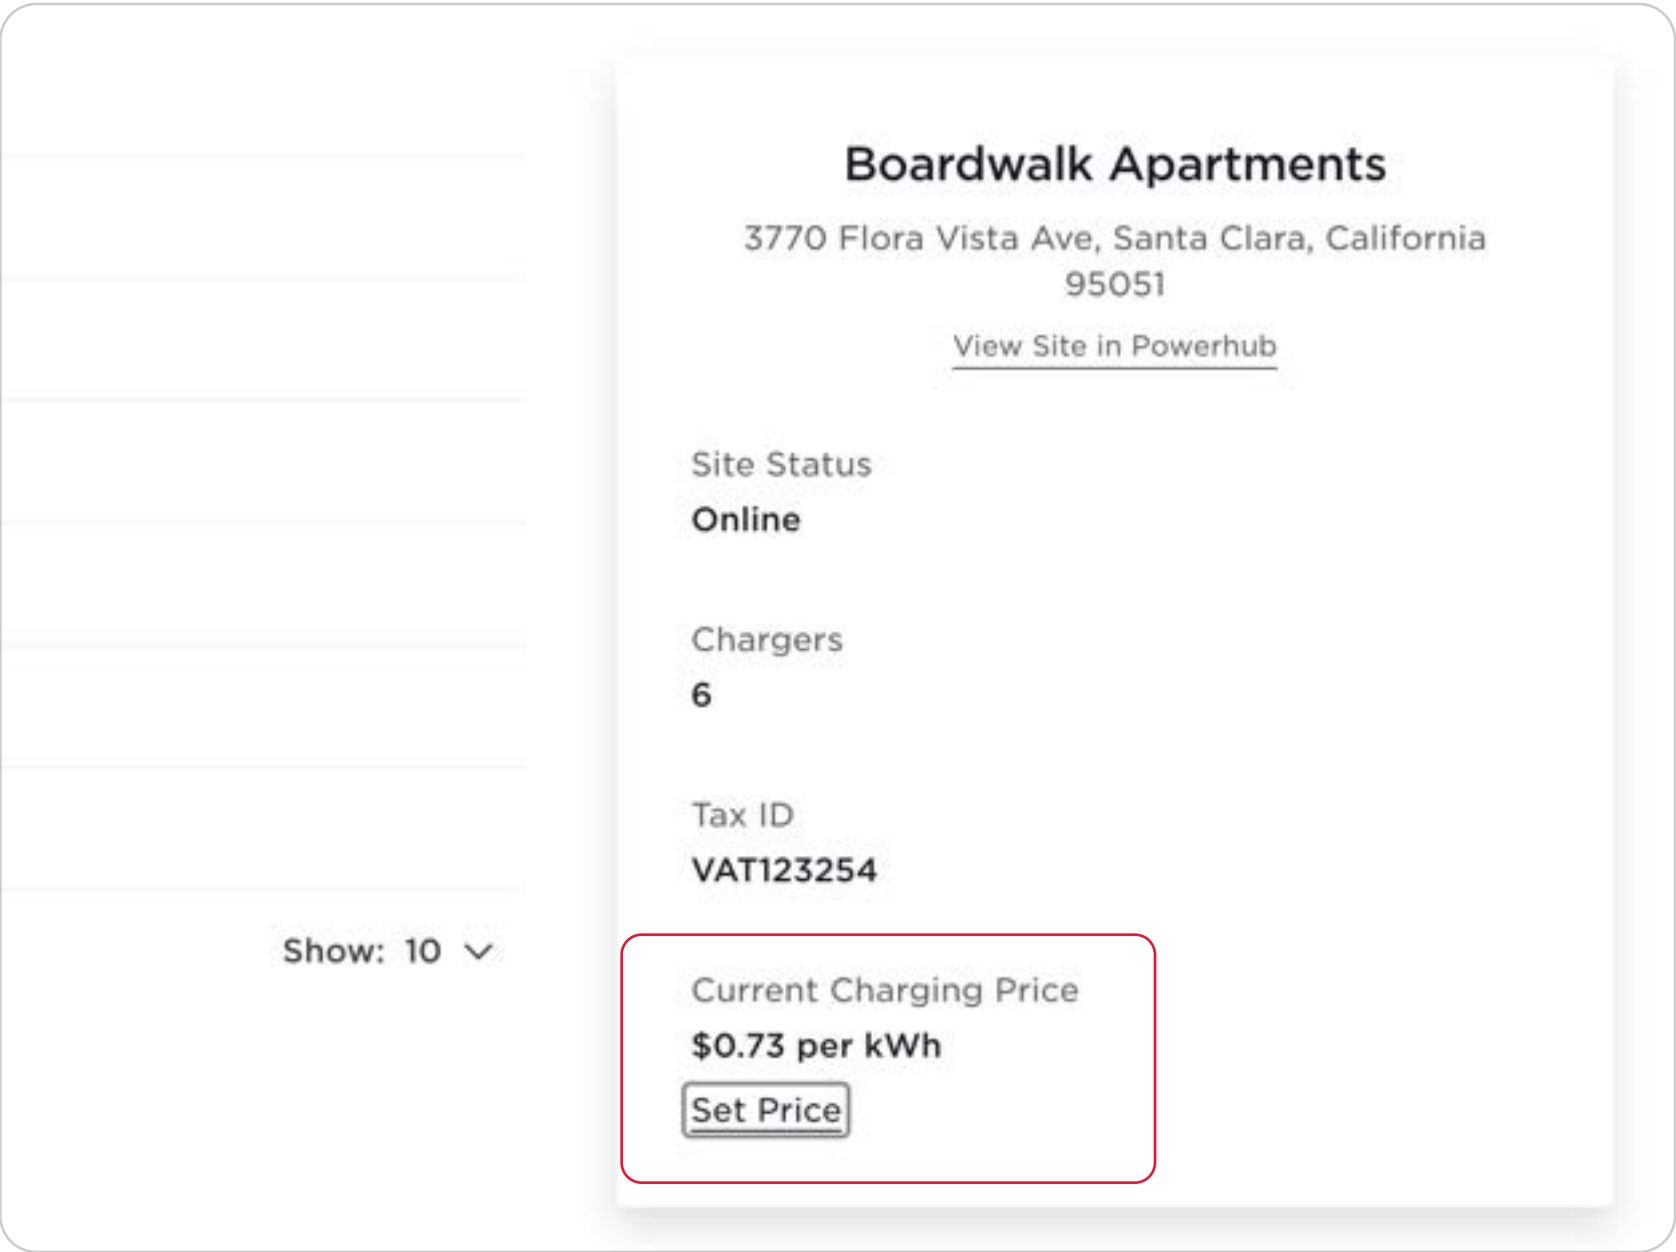 Boardwalk Apartments
3770 Flora Vista Ave, Santa Clara, California
95051
View Site in Powerhub
Site Status
Online
Chargers
6
Tax ID
VAT123254
Show: 10
Current Charging Price
$0.73 per kWh
Set Price